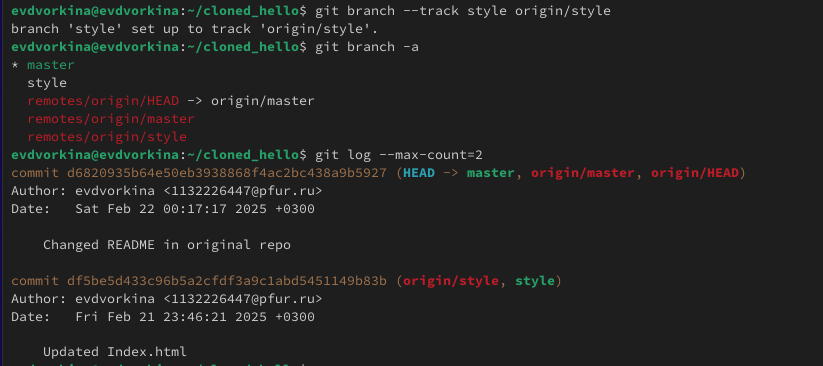 evdvorkina@evdvorkina:~/cloned_hello$ git branch --track style origin/style
branch 'style' set up to track 'origin/style'.
evdvorkina@evdvorkina:~/cloned_hello$ git branch -a
* master
  style
  remotes/origin/HEAD -> origin/master
  remotes/origin/master
  remotes/origin/style
evdvorkina@evdvorkina:~/cloned_hello$ git log --max-count=2
commit d6820935b64e50eb3938868f4ac2bc438a9b5927 (HEAD -> master, origin/master, origin/HEAD)
Author: evdvorkina <1132226447@pfur.ru>
Date:   Sat Feb 22 00:17:17 2025 +0300
    Changed README in original repo
commit df5be5d433c96b5a2cfdf3a9c1abd5451149b83b (origin/style, style)
Author: evdvorkina <1132226447@pfur.ru>
Date:   Fri Feb 21 23:46:21 2025 +0300
    Updated Index.html